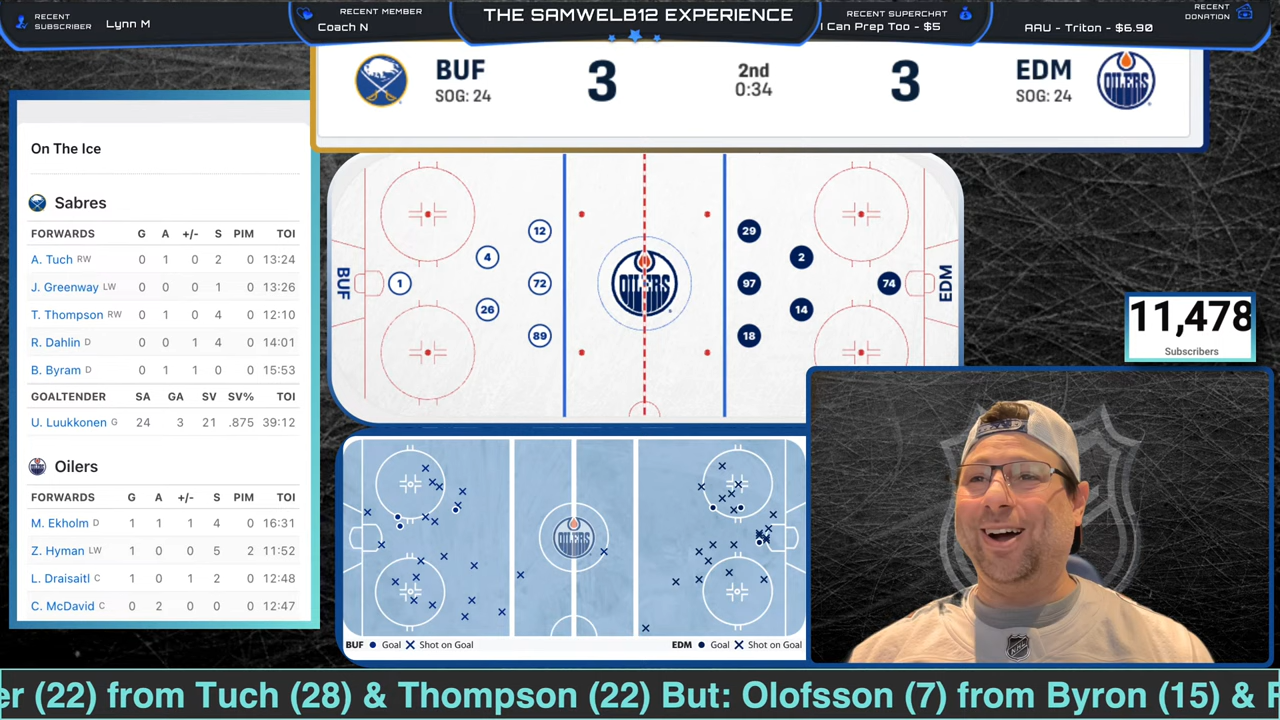 RECENT SUBSCRIBER
Lynn M
RECENT MEMBER
Coach N
THE SAMWELB12 EXPERIENCE
RECENT SUPERCHAT
I Can Prep Too - $5
RECENT DONATION
AAU - Triton - $6.90
BUF
SOG: 24
3
2nd
0:34
3
EDM
SOG: 24
OILERS
On The Ice
Sabres
FORWARDS G A +/- S PIM TOI
A. Tuch RW 0 1 0 2 0 13:24
J. Greenway LW 0 0 0 1 0 13:26
T. Thompson RW 0 1 0 4 0 12:10
R. Dahlin D 0 0 1 4 0 14:01
B. Byram D 0 1 1 0 0 15:53
GOALTENDER SA GA SV SV% TOI
U. Luukkonen G 24 3 21 .875 39:12
Oilers
FORWARDS G A +/- S PIM TOI
M. Ekholm D 1 1 1 4 0 16:31
Z. Hyman LW 1 0 0 5 2 11:52
L. Draisaitl C 1 0 1 2 0 12:48
C. McDavid C 0 2 0 0 0 12:47
BUF
1
4
26
12
72
89
OILERS
29
97
18
2
14
74
EDM
11,478
Subscribers
OILERS
BUF Goal Shot on Goal
EDM Goal Shot on Goal
NHL
er (22) from Tuch (28) & Thompson (22) But: Olofsson (7) from Byron (15) &